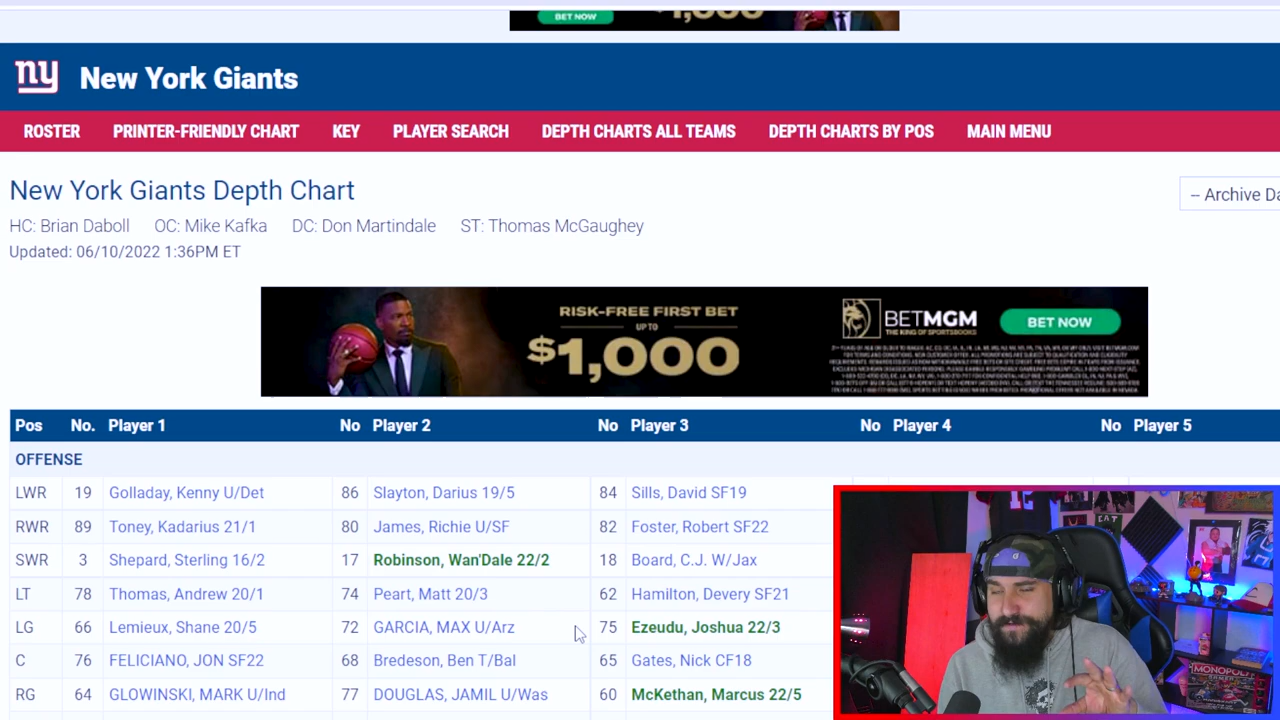 BET NOW
$1,000
ny New York Giants
ROSTER PRINTER-FRIENDLY CHART KEY PLAYER SEARCH DEPTH CHARTS ALL TEAMS DEPTH CHARTS BY POS MAIN MENU
New York Giants Depth Chart
-- Archive Da
HC: Brian Daboll OC: Mike Kafka DC: Don Martindale ST: Thomas McGaughey
Updated: 06/10/2022 1:36PM ET
RISK-FREE FIRST BET
UP TO
$1,000
BETMGM
THE KING OF SPORTSBOOKS
BET NOW
Pos No. Player 1 No Player 2 No Player 3 No Player 4 No Player 5
OFFENSE
LWR 19 Golladay, Kenny U/Det 86 Slayton, Darius 19/5 84 Sills, David SF19
RWR 89 Toney, Kadarius 21/1 80 James, Richie U/SF 82 Foster, Robert SF22
SWR 3 Shepard, Sterling 16/2 17 Robinson, Wan'Dale 22/2 18 Board, C.J. W/Jax
LT 78 Thomas, Andrew 20/1 74 Peart, Matt 20/3 62 Hamilton, Devery SF21
LG 66 Lemieux, Shane 20/5 72 GARCIA, MAX U/Arz 75 Ezeudu, Joshua 22/3
C 76 FELICIANO, JON SF22 68 Bredeson, Ben T/Bal 65 Gates, Nick CF18
RG 64 GLOWINSKI, MARK U/Ind 77 DOUGLAS, JAMIL U/Was 60 McKethan, Marcus 22/5
MONOPOLY